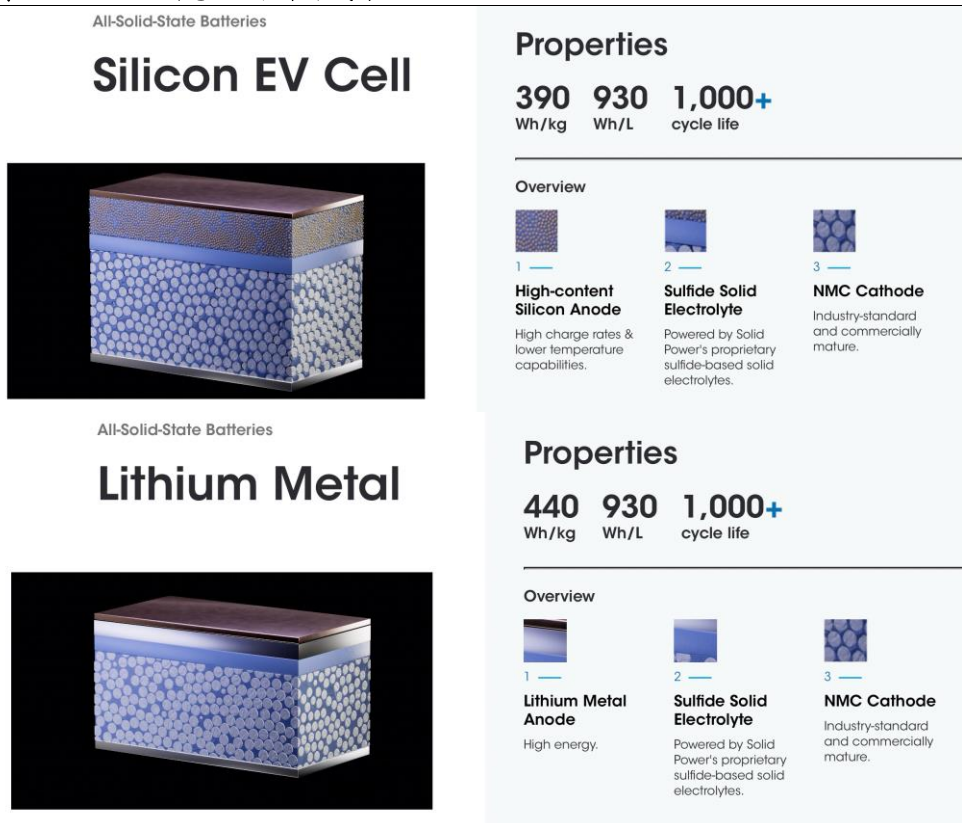 All-Solid-State Batteries
Silicon EV Cell
Properties
390 930 1,000+
Wh/kg Wh/L cycle life
Overview
1
High-content
Silicon Anode
High charge rates &
lower temperature
capabilities.
2
Sulfide Solid
Electrolyte
Powered by Solid
Power's proprietary
sulfide-based solid
electrolytes.
3
NMC Cathode
Industry-standard
and commercially
mature.
All-Solid-State Batteries
Lithium Metal
Properties
440 930 1,000+
Wh/kg Wh/L cycle life
Overview
1
Lithium Metal
Anode
High energy.
2
Sulfide Solid
Electrolyte
Powered by Solid
Power's proprietary
sulfide-based solid
electrolytes.
3
NMC Cathode
Industry-standard
and commercially
mature.